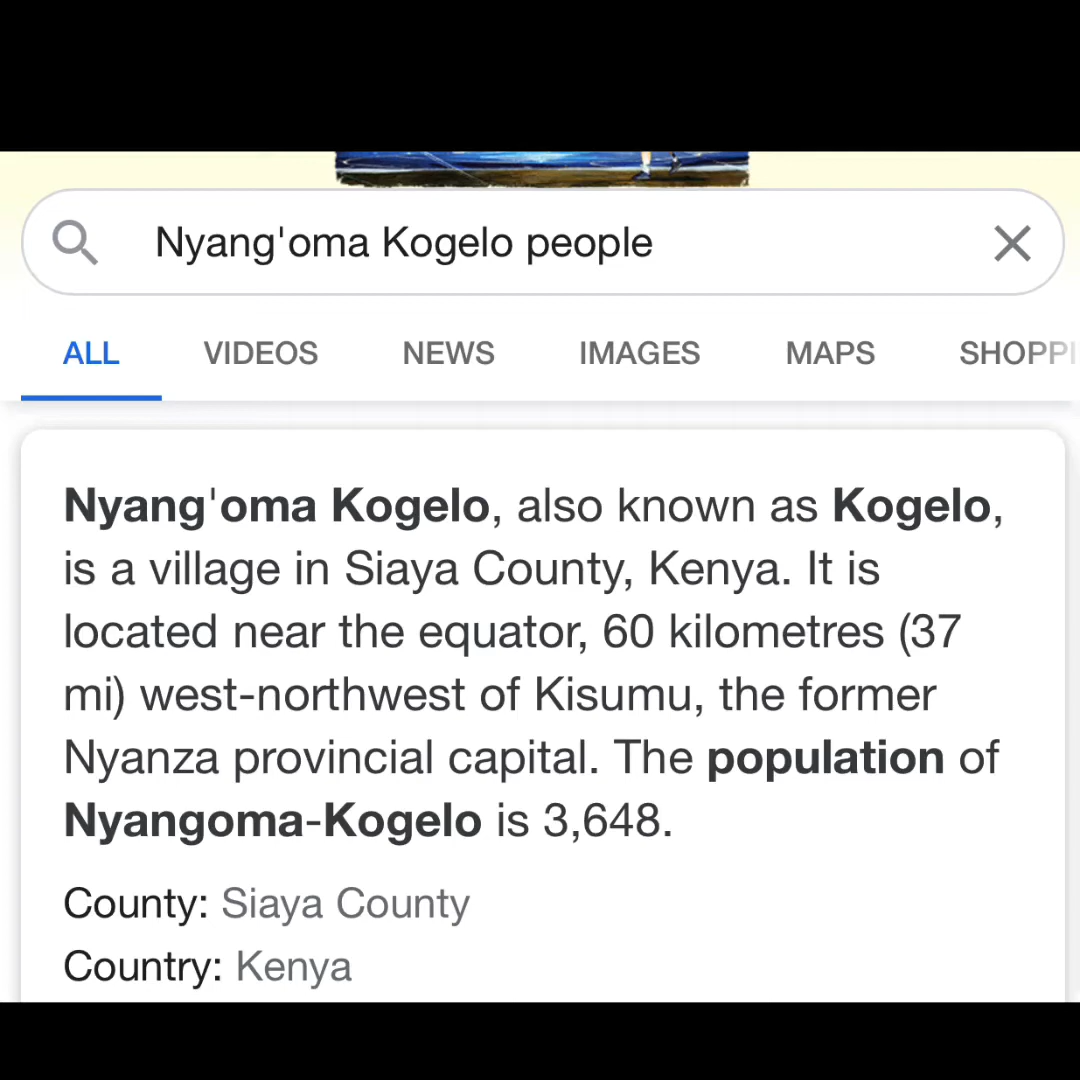 Nyang'oma Kogelo people
ALL VIDEOS NEWS IMAGES MAPS SHOPPI
Nyang'oma Kogelo, also known as Kogelo,
is a village in Siaya County, Kenya. It is
located near the equator, 60 kilometres (37
mi) west-northwest of Kisumu, the former
Nyanza provincial capital. The population of
Nyangoma-Kogelo is 3,648.
County: Siaya County
Country: Kenya